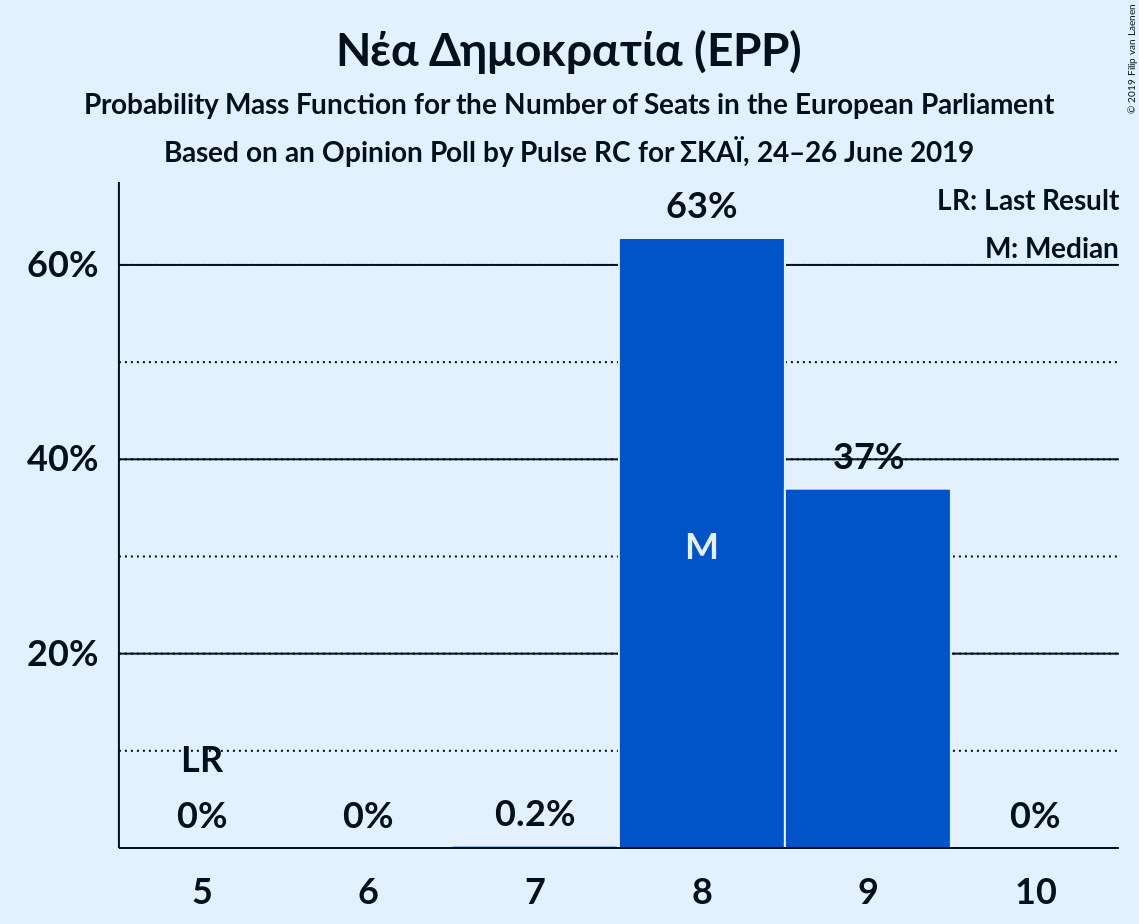 Νέα Δημοκρατία (EPP)
Probability Mass Function for the Number of Seats in the European Parliament
Based on an Opinion Poll by Pulse RC for ΣΚΑΪ, 24–26 June 2019
© 2019 Filip van Laenen
LR: Last Result
M: Median
63%
60%
40%
37%
M
20%
LR
0%
0%
0.2%
0%
5
6
7
8
9
10